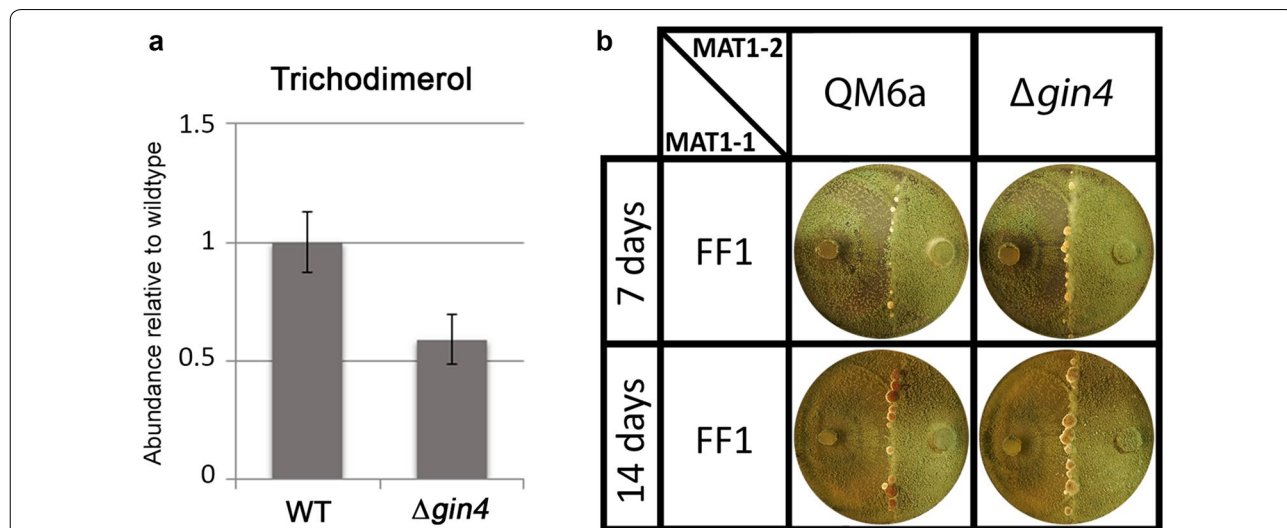 a
Trichodimerol
Abundance relative to wildtype
1.5
1
0.5
0
WT
Δgin4
b
MAT1-2
MAT1-1
QM6a
Δgin4
7 days
FF1
14 days
FF1